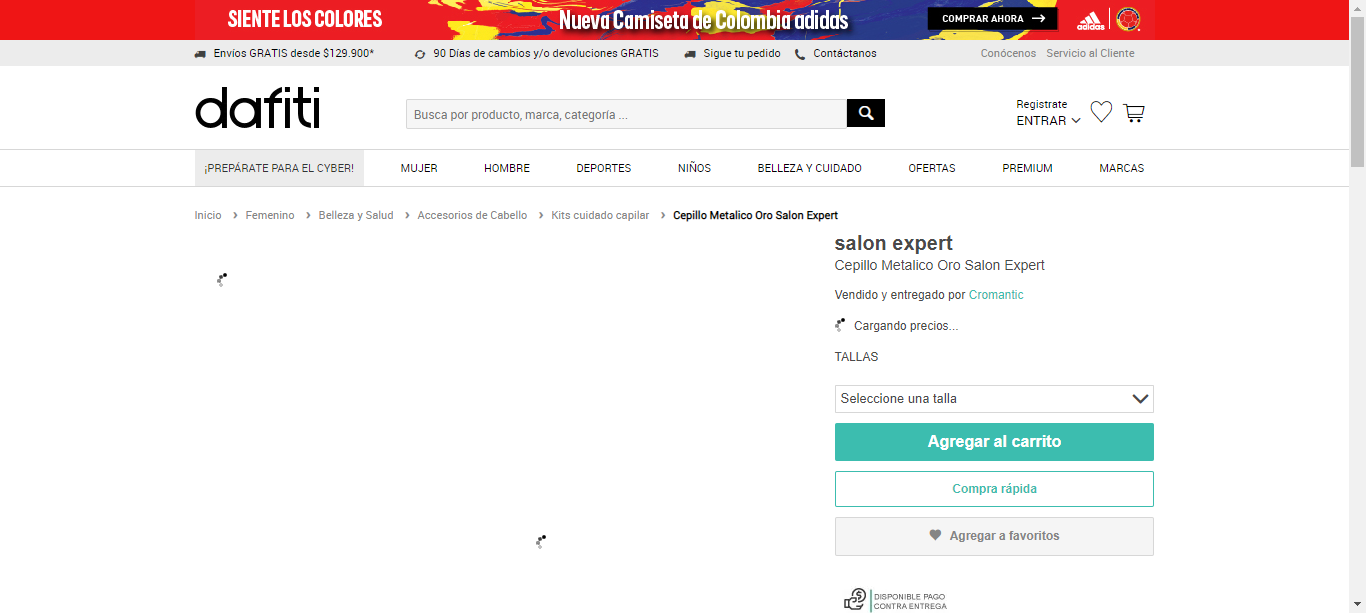 SIENTE LOS COLORES
Nueva Camiseta de Colombia adidas
COMPRAR AHORA
adidas
Envíos GRATIS desde $129.900*
90 Días de cambios y/o devoluciones GRATIS
Sigue tu pedido
Contáctanos
Conócenos
Servicio al Cliente
dafiti
Busca por producto, marca, categoría ...
Registrate
ENTRAR
¡PREPÁRATE PARA EL CYBER!
MUJER
HOMBRE
DEPORTES
NIÑOS
BELLEZA Y CUIDADO
OFERTAS
PREMIUM
MARCAS
Inicio > Femenino > Belleza y Salud > Accesorios de Cabello > Kits cuidado capilar > Cepillo Metalico Oro Salon Expert
salon expert
Cepillo Metalico Oro Salon Expert
Vendido y entregado por Cromantic
Cargando precios...
TALLAS
Seleccione una talla
Agregar al carrito
Compra rápida
Agregar a favoritos
DISPONIBLE PAGO
CONTRA ENTREGA